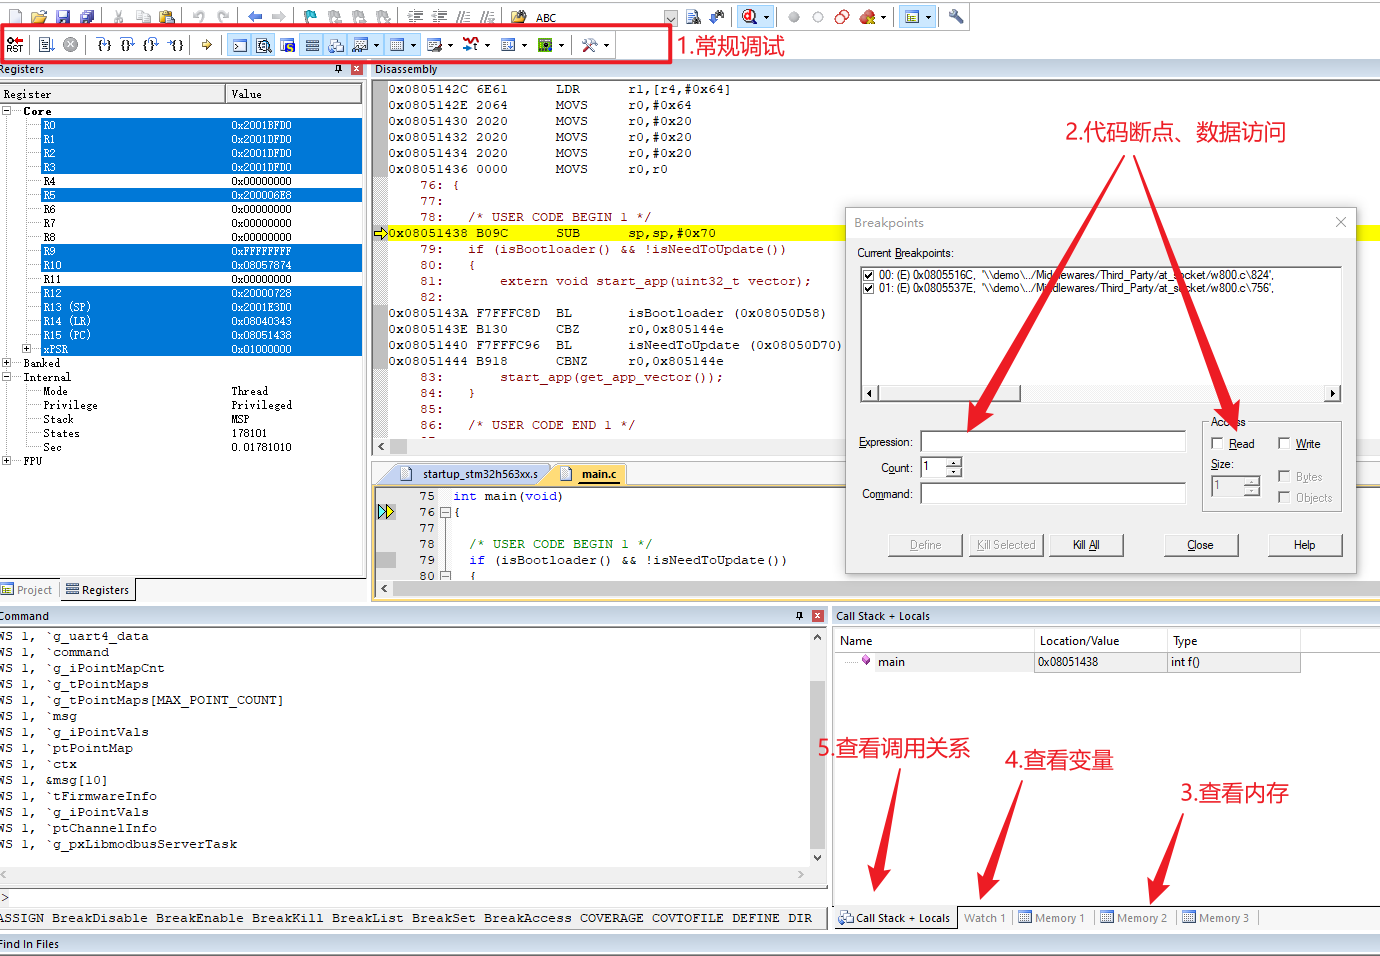 ABC
RST
1.常规调试
Registers
Disassembly
Register Value
Core
R0 0x2001BFD0
R1 0x2001DFD0
R2 0x2001DFD0
R3 0x2001DFD0
R4 0x00000000
R5 0x200006E8
R6 0x00000000
R7 0x00000000
R8 0x00000000
R9 0xFFFFFFFF
R10 0x08057874
R11 0x00000000
R12 0x20000728
R13 (SP) 0x2001E3D0
R14 (LR) 0x08040343
R15 (PC) 0x08051438
xPSR 0x01000000
Banked
Internal
Mode Thread
Privilege Privileged
Stack MSP
States 178101
Sec 0.01781010
FPU
Project
Registers
0x0805142C 6E61 LDR r1,[r4,#0x64]
0x0805142E 2064 MOVS r0,#0x64
0x08051430 2020 MOVS r0,#0x20
0x08051432 2020 MOVS r0,#0x20
0x08051434 2020 MOVS r0,#0x20
0x08051436 0000 MOVS r0,r0
76: {
77:
78: /* USER CODE BEGIN 1 */
0x08051438 B09C SUB sp,sp,#0x70
79: if (isBootloader() && !isNeedToUpdate())
80: {
81: extern void start_app(uint32_t vector);
82:
0x0805143A F7FFFC8D BL isBootloader (0x08050D58)
0x0805143E B130 CBZ r0,0x0805144e
0x08051440 F7FFFC96 BL isNeedToUpdate (0x08050D70)
0x08051444 B918 CBNZ r0,0x0805144e
83: start_app(get_app_vector());
84: }
85:
86: /* USER CODE END 1 */
2.代码断点、数据访问
Breakpoints
Current Breakpoints:
00: (E) 0x0805516C, "\\demo\../Middlewares/Third_Party/at_socket/w800.c\824",
01: (E) 0x0805537E, "\\demo\../Middlewares/Third_Party/at_socket/w800.c\756",
Access
Expression:
Read Write
Count: 1
Size:
1
Bytes
Command:
Objects
Define Kill Selected Kill All Close Help
startup_stm32h563xx.s main.c
75 int main(void)
76 {
77
78 /* USER CODE BEGIN 1 */
79 if (isBootloader() && !isNeedToUpdate())
80 {
Command
WS 1, `g_uart4_data
WS 1, `command
WS 1, `g_iPointMapCnt
WS 1, `g_tPointMaps
WS 1, `g_tPointMaps[MAX_POINT_COUNT]
WS 1, `msg
WS 1, `g_iPointVals
WS 1, `ptPointMap
WS 1, `ctx
WS 1, &msg[10]
WS 1, `tFirmwareInfo
WS 1, `g_iPointVals
WS 1, `ptChannelInfo
WS 1, `g_pxLibmodbusServerTask
>
ASSIGN BreakDisable BreakEnable BreakKill BreakList BreakSet BreakAccess COVERAGE COVTOFILE DEFINE DIR
Call Stack + Locals
Name Location/Value Type
main 0x08051438 int f()
5.查看调用关系
4.查看变量
3.查看内存
Call Stack + Locals Watch 1 Memory 1 Memory 2 Memory 3
Find In Files